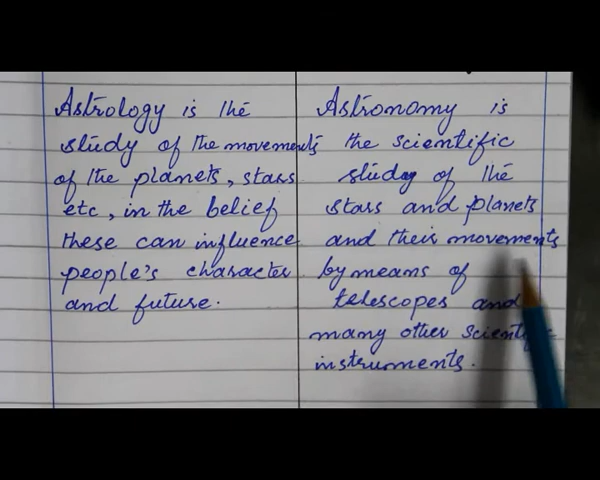 Astrology is the
study of the movements
of the planets, stars
etc, in the belief
these can influence
people's character
and future.
Astronomy is
the scientific
study of the
stars and planets
and their movements
by means of
telescopes and
many other scientific
instruments.